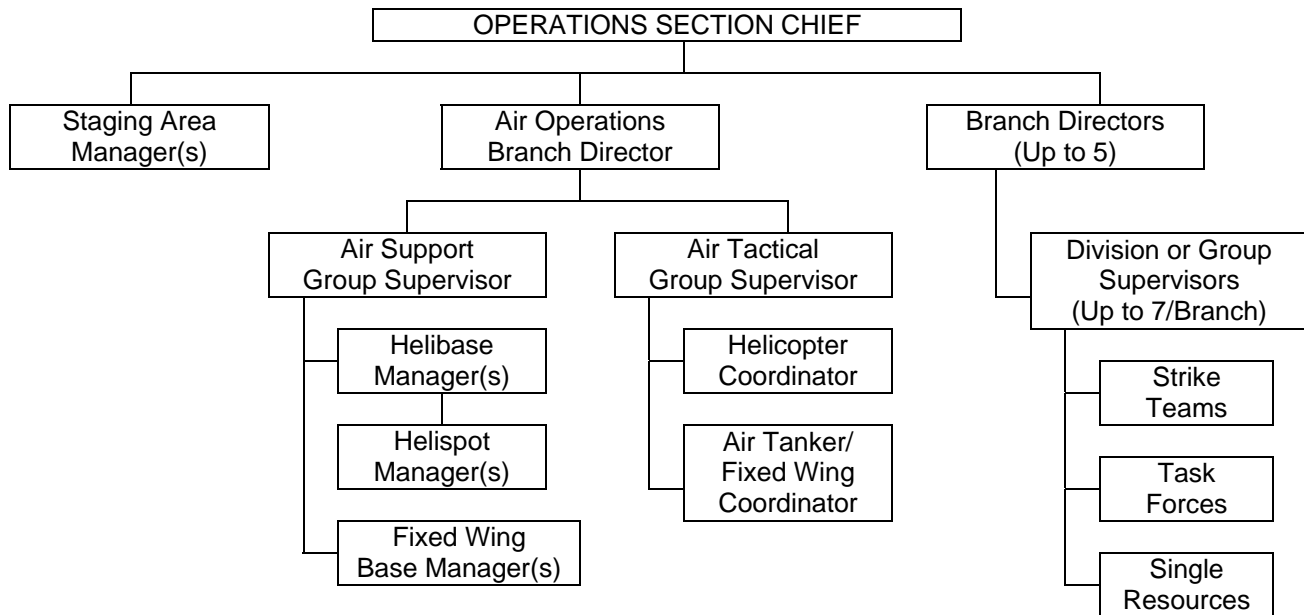 OPERATIONS SECTION CHIEF
Staging Area
Manager(s)
Air Operations
Branch Director
Branch Directors
(Up to 5)
Air Support
Group Supervisor
Air Tactical
Group Supervisor
Division or Group
Supervisors
(Up to 7/Branch)
Helibase
Manager(s)
Helicopter
Coordinator
Strike
Teams
Helispot
Manager(s)
Air Tanker/
Fixed Wing
Coordinator
Task
Forces
Fixed Wing
Base Manager(s)
Single
Resources